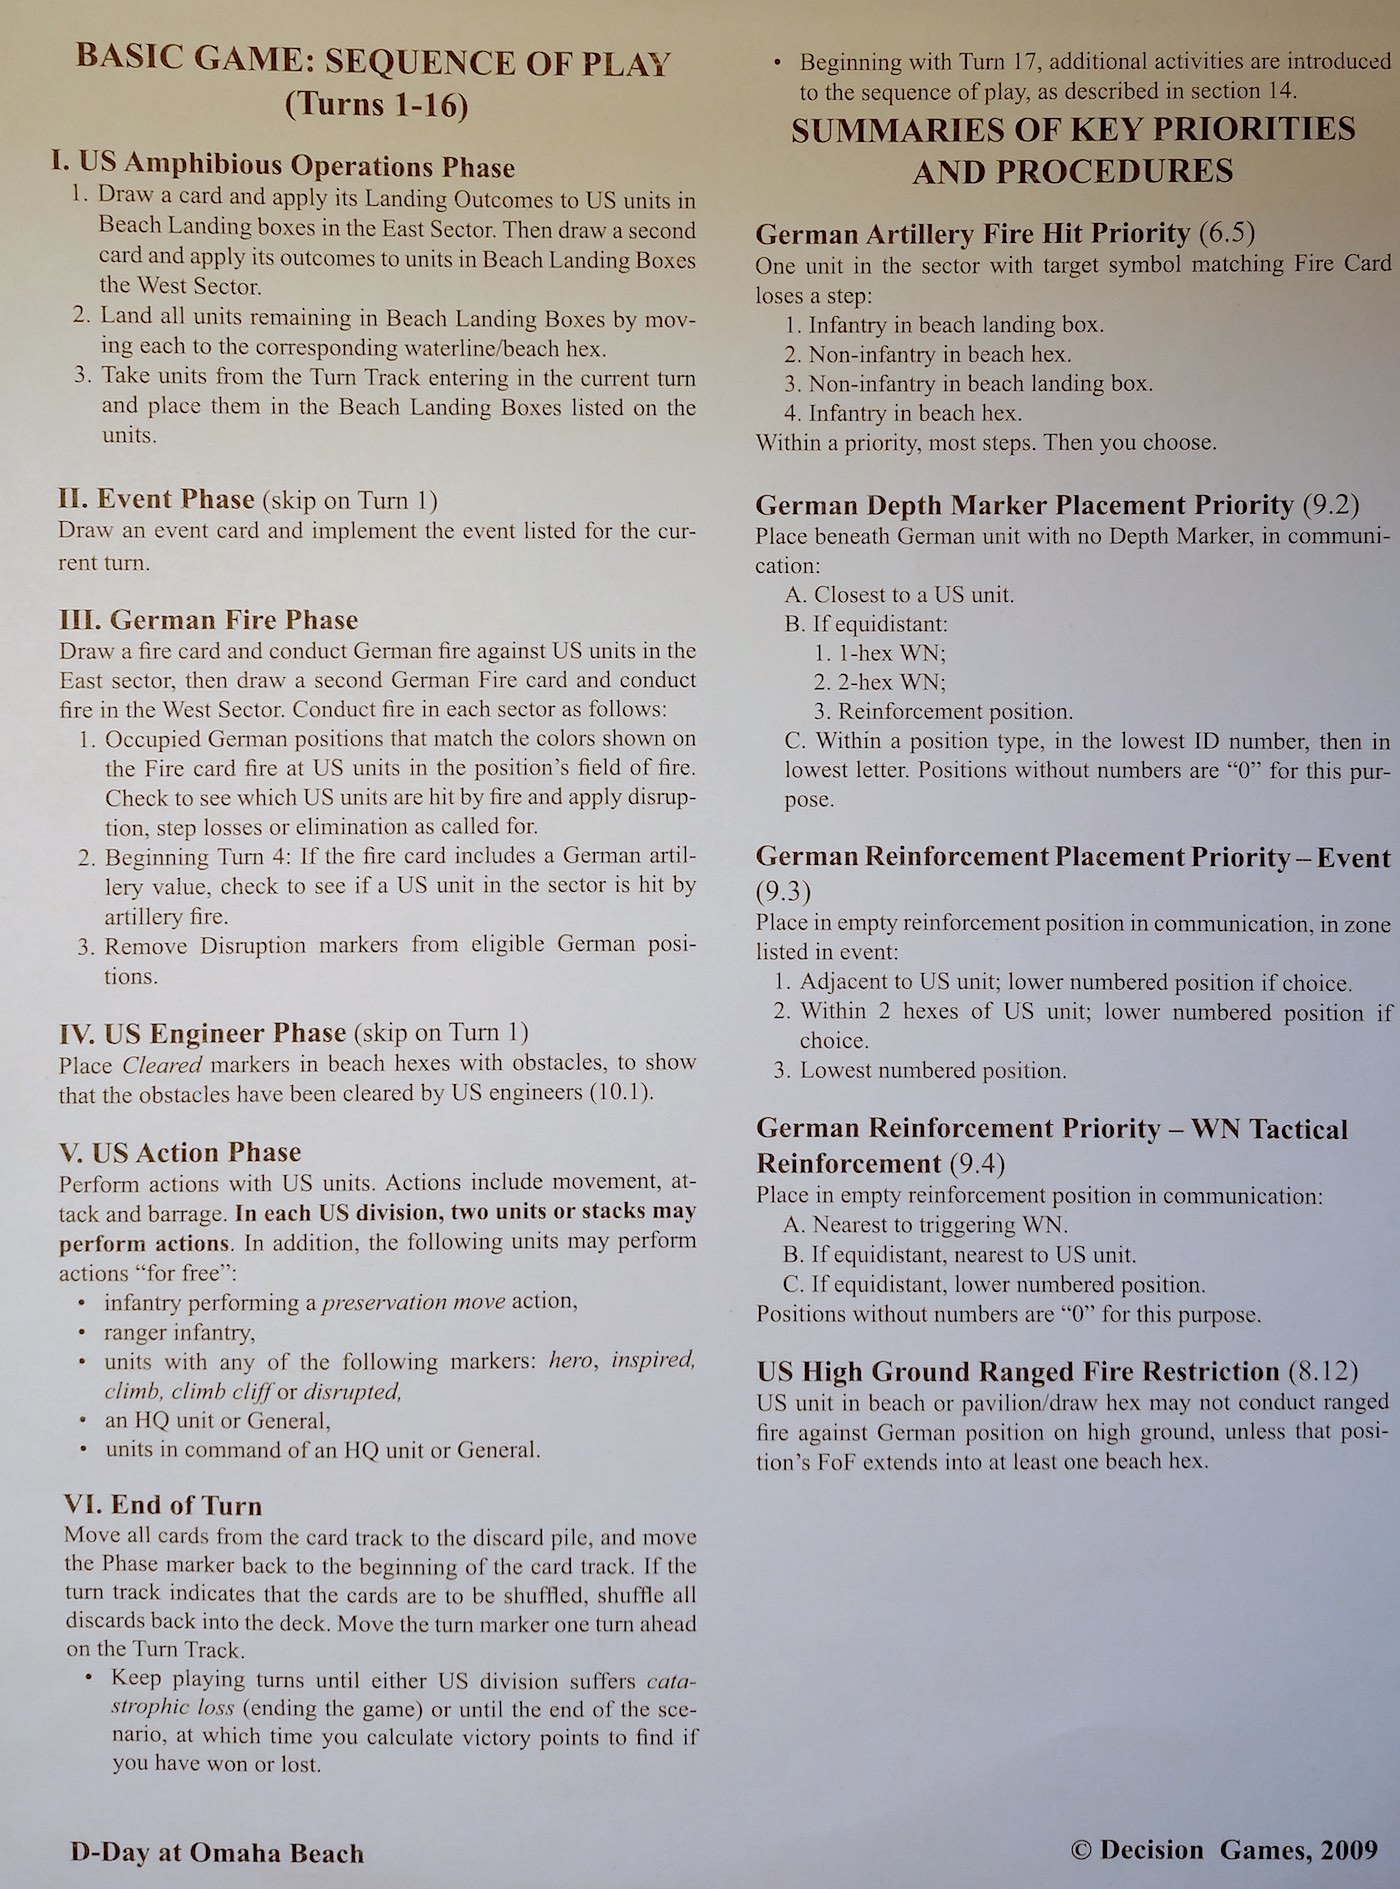 BASIC GAME: SEQUENCE OF PLAY
(Turns 1-16)
I. US Amphibious Operations Phase
1. Draw a card and apply its Landing Outcomes to US units in
Beach Landing boxes in the East Sector. Then draw a second
card and apply its outcomes to units in Beach Landing Boxes
the West Sector.
2. Land all units remaining in Beach Landing Boxes by mov-
ing each to the corresponding waterline/beach hex.
3. Take units from the Turn Track entering in the current turn
and place them in the Beach Landing Boxes listed on the
units.
II. Event Phase (skip on Turn 1)
Draw an event card and implement the event listed for the cur-
rent turn.
III. German Fire Phase
Draw a fire card and conduct German fire against US units in the
East sector, then draw a second German Fire card and conduct
fire in the West Sector. Conduct fire in each sector as follows:
1. Occupied German positions that match the colors shown on
the Fire card fire at US units in the position's field of fire.
Check to see which US units are hit by fire and apply disrup-
tion, step losses or elimination as called for.
2. Beginning Turn 4: If the fire card includes a German artil-
lery value, check to see if a US unit in the sector is hit by
artillery fire.
3. Remove Disruption markers from eligible German posi-
tions.
IV. US Engineer Phase (skip on Turn 1)
Place Cleared markers in beach hexes with obstacles, to show
that the obstacles have been cleared by US engineers (10.1).
V. US Action Phase
Perform actions with US units. Actions include movement, at-
tack and barrage. In each US division, two units or stacks may
perform actions. In addition, the following units may perform
actions “for free”:
• infantry performing a preservation move action,
• ranger infantry,
• units with any of the following markers: hero, inspired,
climb, climb cliff or disrupted,
• an HQ unit or General,
• units in command of an HQ unit or General.
VI. End of Turn
Move all cards from the card track to the discard pile, and move
the Phase marker back to the beginning of the card track. If the
turn track indicates that the cards are to be shuffled, shuffle all
discards back into the deck. Move the turn marker one turn ahead
on the Turn Track.
• Keep playing turns until either US division suffers cata-
strophic loss (ending the game) or until the end of the sce-
nario, at which time you calculate victory points to find if
you have won or lost.
• Beginning with Turn 17, additional activities are introduced
to the sequence of play, as described in section 14.
SUMMARIES OF KEY PRIORITIES
AND PROCEDURES
German Artillery Fire Hit Priority (6.5)
One unit in the sector with target symbol matching Fire Card
loses a step:
1. Infantry in beach landing box.
2. Non-infantry in beach hex.
3. Non-infantry in beach landing box.
4. Infantry in beach hex.
Within a priority, most steps. Then you choose.
German Depth Marker Placement Priority (9.2)
Place beneath German unit with no Depth Marker, in communi-
cation:
A. Closest to a US unit.
B. If equidistant:
1. 1-hex WN;
2. 2-hex WN;
3. Reinforcement position.
C. Within a position type, in the lowest ID number, then in
lowest letter. Positions without numbers are “0” for this pur-
pose.
German Reinforcement Placement Priority – Event
(9.3)
Place in empty reinforcement position in communication, in zone
listed in event:
1. Adjacent to US unit; lower numbered position if choice.
2. Within 2 hexes of US unit; lower numbered position if
choice.
3. Lowest numbered position.
German Reinforcement Priority – WN Tactical
Reinforcement (9.4)
Place in empty reinforcement position in communication:
A. Nearest to triggering WN.
B. If equidistant, nearest to US unit.
C. If equidistant, lower numbered position.
Positions without numbers are “0” for this purpose.
US High Ground Ranged Fire Restriction (8.12)
US unit in beach or pavilion/draw hex may not conduct ranged
fire against German position on high ground, unless that posi-
tion's FoF extends into at least one beach hex.
D-Day at Omaha Beach
© Decision Games, 2009